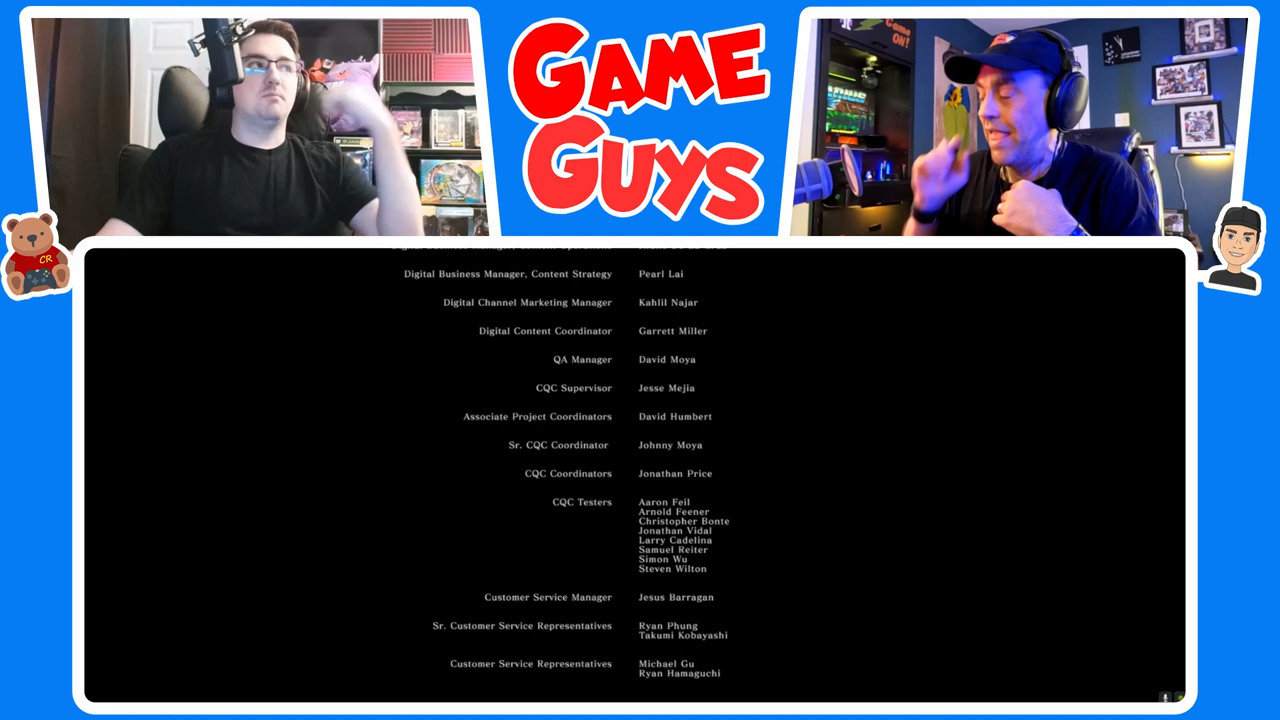 GAME
GUYS
Come
ON!
CR
Digital Business Manager, Content Strategy Pearl Lai
Digital Channel Marketing Manager Kahlil Najar
Digital Content Coordinator Garrett Miller
QA Manager David Moya
CQC Supervisor Jesse Mejia
Associate Project Coordinators David Humbert
Sr. CQC Coordinator Johnny Moya
CQC Coordinators Jonathan Price
CQC Testers Aaron Feil
Arnold Feener
Christopher Bonte
Jonathan Vidal
Larry Cadelina
Samuel Reiter
Simon Wu
Steven Wilton
Customer Service Manager Jesus Barragan
Sr. Customer Service Representatives Ryan Phung
Takumi Kobayashi
Customer Service Representatives Michael Gu
Ryan Hamaguchi